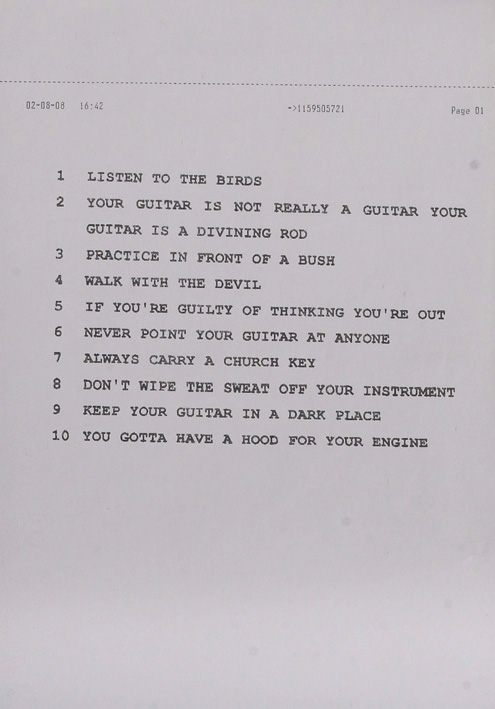 02-08-08 16:42 ->1159505721 Page 01
1 LISTEN TO THE BIRDS
2 YOUR GUITAR IS NOT REALLY A GUITAR YOUR
GUITAR IS A DIVINING ROD
3 PRACTICE IN FRONT OF A BUSH
4 WALK WITH THE DEVIL
5 IF YOU'RE GUILTY OF THINKING YOU'RE OUT
6 NEVER POINT YOUR GUITAR AT ANYONE
7 ALWAYS CARRY A CHURCH KEY
8 DON'T WIPE THE SWEAT OFF YOUR INSTRUMENT
9 KEEP YOUR GUITAR IN A DARK PLACE
10 YOU GOTTA HAVE A HOOD FOR YOUR ENGINE